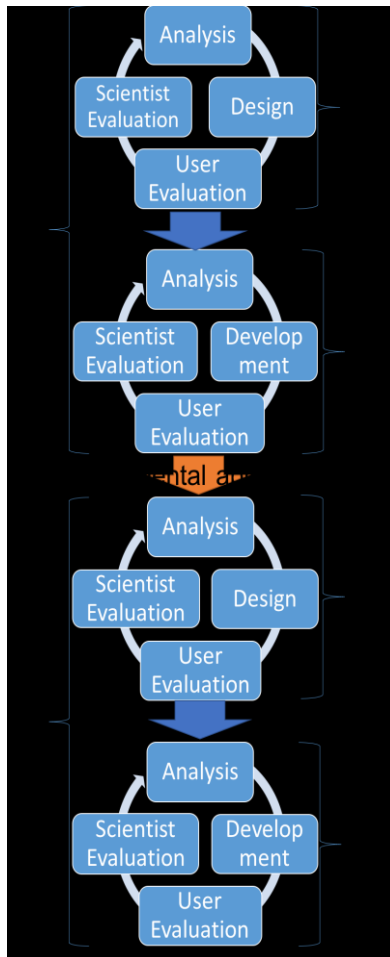 Analysis
Scientist
Evaluation
Design
User
Evaluation
Analysis
Scientist
Evaluation
Develop
ment
User
Evaluation
ental
Analysis
Scientist
Evaluation
Design
User
Evaluation
Analysis
Scientist
Evaluation
Develop
ment
User
Evaluation